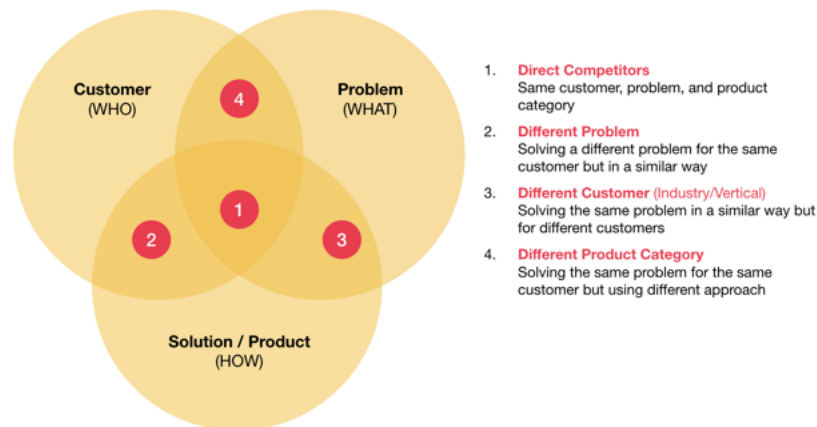 Customer
(WHO)
4
Problem
(WHAT)
1
2
3
Solution / Product
(HOW)
1. Direct Competitors
Same customer, problem, and product
category
2. Different Problem
Solving a different problem for the same
customer but in a similar way
3. Different Customer (Industry/Vertical)
Solving the same problem in a similar way but
for different customers
4. Different Product Category
Solving the same problem for the same
customer but using different approach